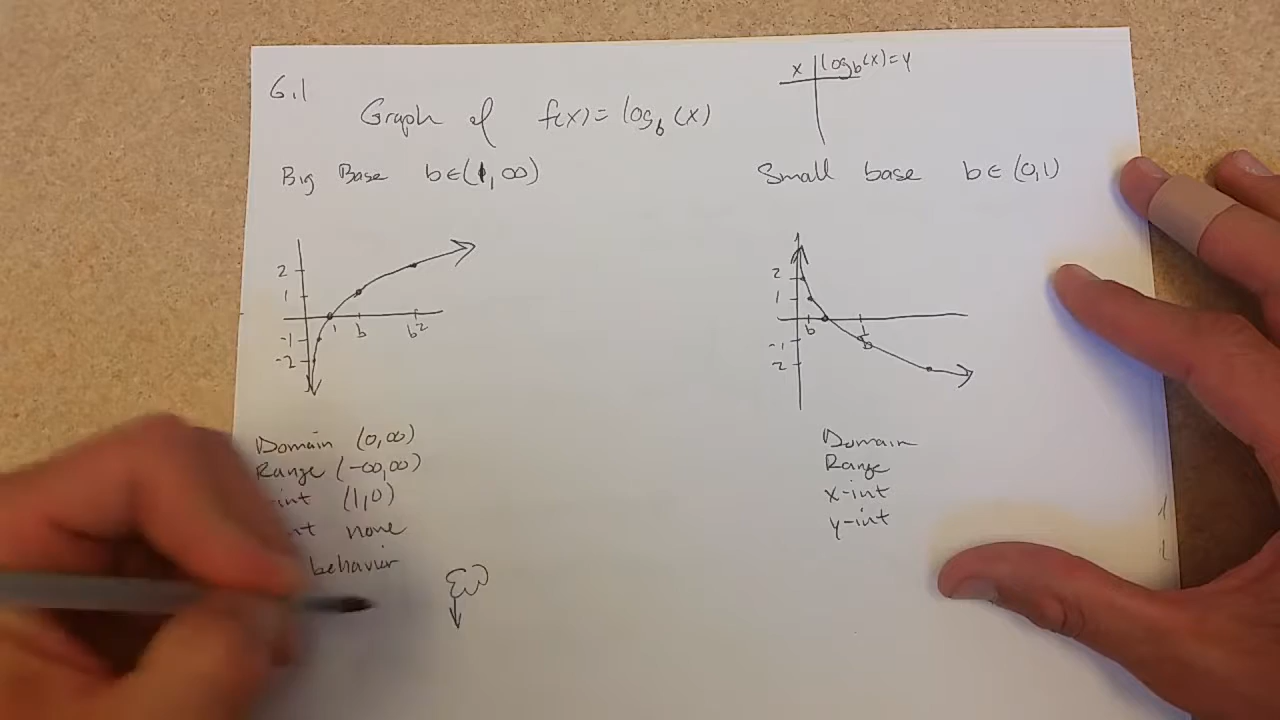 6.1
x log_b(x)=y
Graph of f(x)=log_b(x)
Big Base b∈(1,∞)
Small base b∈(0,1)
2
1
-1
-2
1 b b²
2
1
-1
-2
b 1/b
Domain (0,∞)
Range (-∞,∞)
int (1,0)
none
behavior
Domain
Range
x-int
y-int